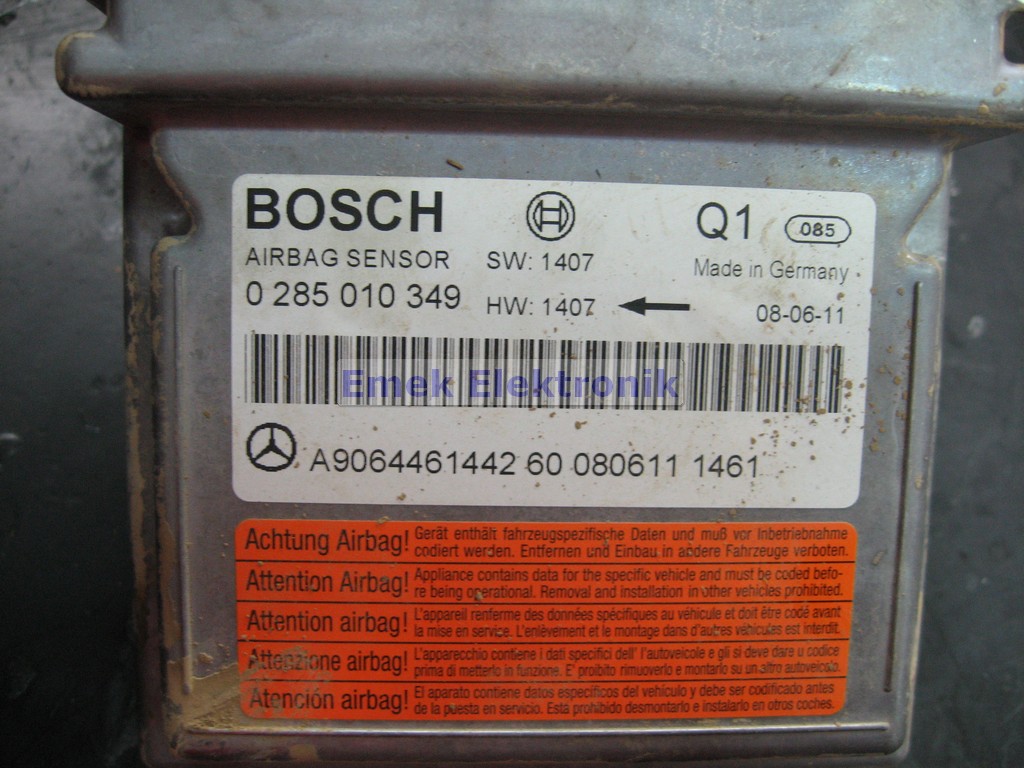 BOSCH
Q1 085
AIRBAG SENSOR SW: 1407 Made in Germany
0 285 010 349 HW: 1407 08-06-11
Emek Elektronik
A9064461442 60 080611 1461
Achtung Airbag! Gerät enthält fahrzeugspezifische Daten und muß vor Inbetriebnahme
codiert werden. Entfernen und Einbau in andere Fahrzeuge verboten.
Attention Airbag! Appliance contains data for the specific vehicle and must be coded befo-
re being operational. Removal and installation in other vehicles prohibited.
Attention airbag! L'appareil renferme des données spécifiques au véhicule et doit être codé avant
la mise en service. L'enlèvement et le montage dans d'autres véhicules est interdit.
Attenzione airbag! L'apparecchio contiene i dati specifici dell' l'autoveicole e gli si deve dare u codice
prima di metterlo in funzione. E' proibito rimuoverlo e montarlo su un altro autoveicolo.
Atención airbag! El aparato contiene datos específicos del vehículo y debe ser codificado antes
de la puesta en servicio. Está prohibido desmontarlo e instalarlo en otros coches.